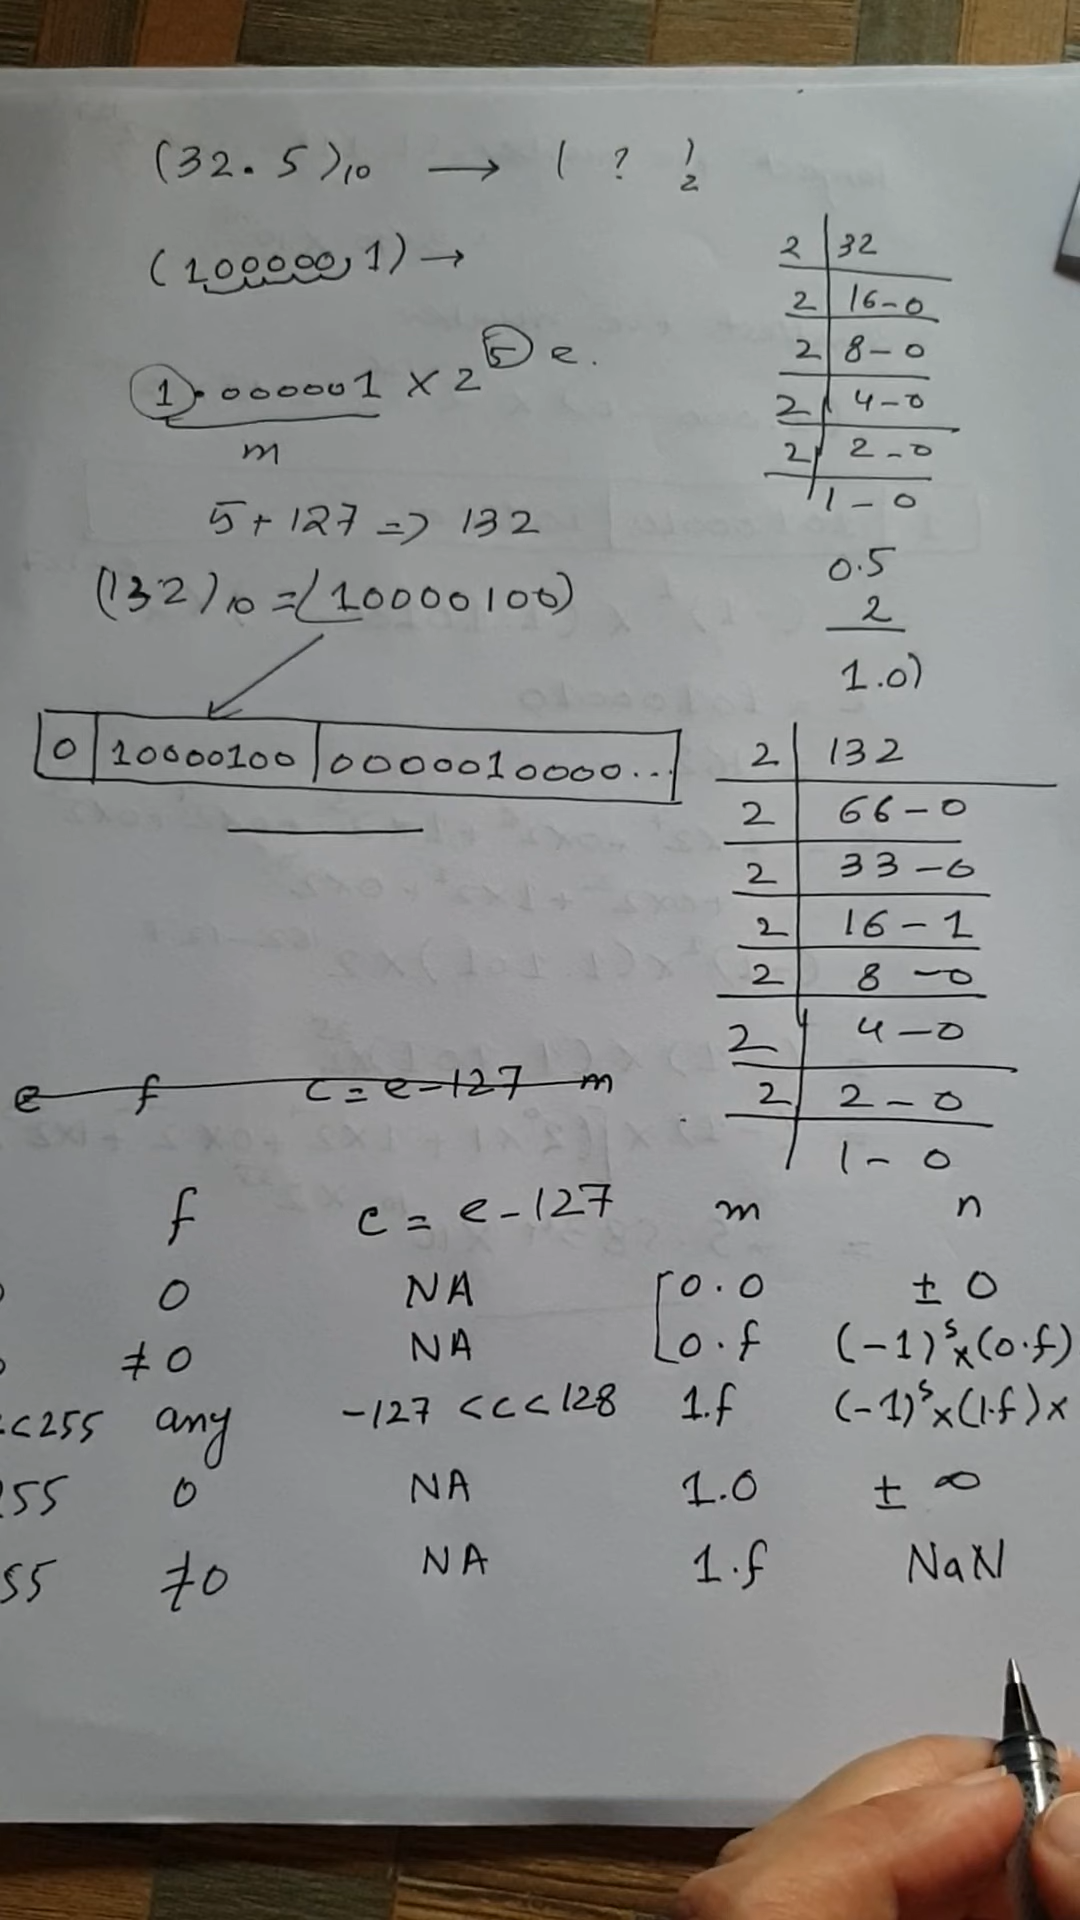 (32.5)10 → ( ? )2
(100000.1) →
1.000001 × 2^5 e.
m
5 + 127 => 132
(132)10 = (10000100)
0 | 10000100 | 0000010000...
2 | 32
2 | 16 - 0
2 | 8 - 0
2 | 4 - 0
2 | 2 - 0
1 - 0
0.5
2
1.0)
2 | 132
2 | 66 - 0
2 | 33 - 0
2 | 16 - 1
2 | 8 - 0
2 | 4 - 0
2 | 2 - 0
1 - 0
e f c = e - 127 m
f c = e - 127 m n
0 NA 0.0 ± 0
≠ 0 NA 0.f (-1)^s × (0.f)
<255 any -127 < c < 128 1.f (-1)^s × (1.f) ×
55 0 NA 1.0 ± ∞
55 ≠ 0 NA 1.f NaN